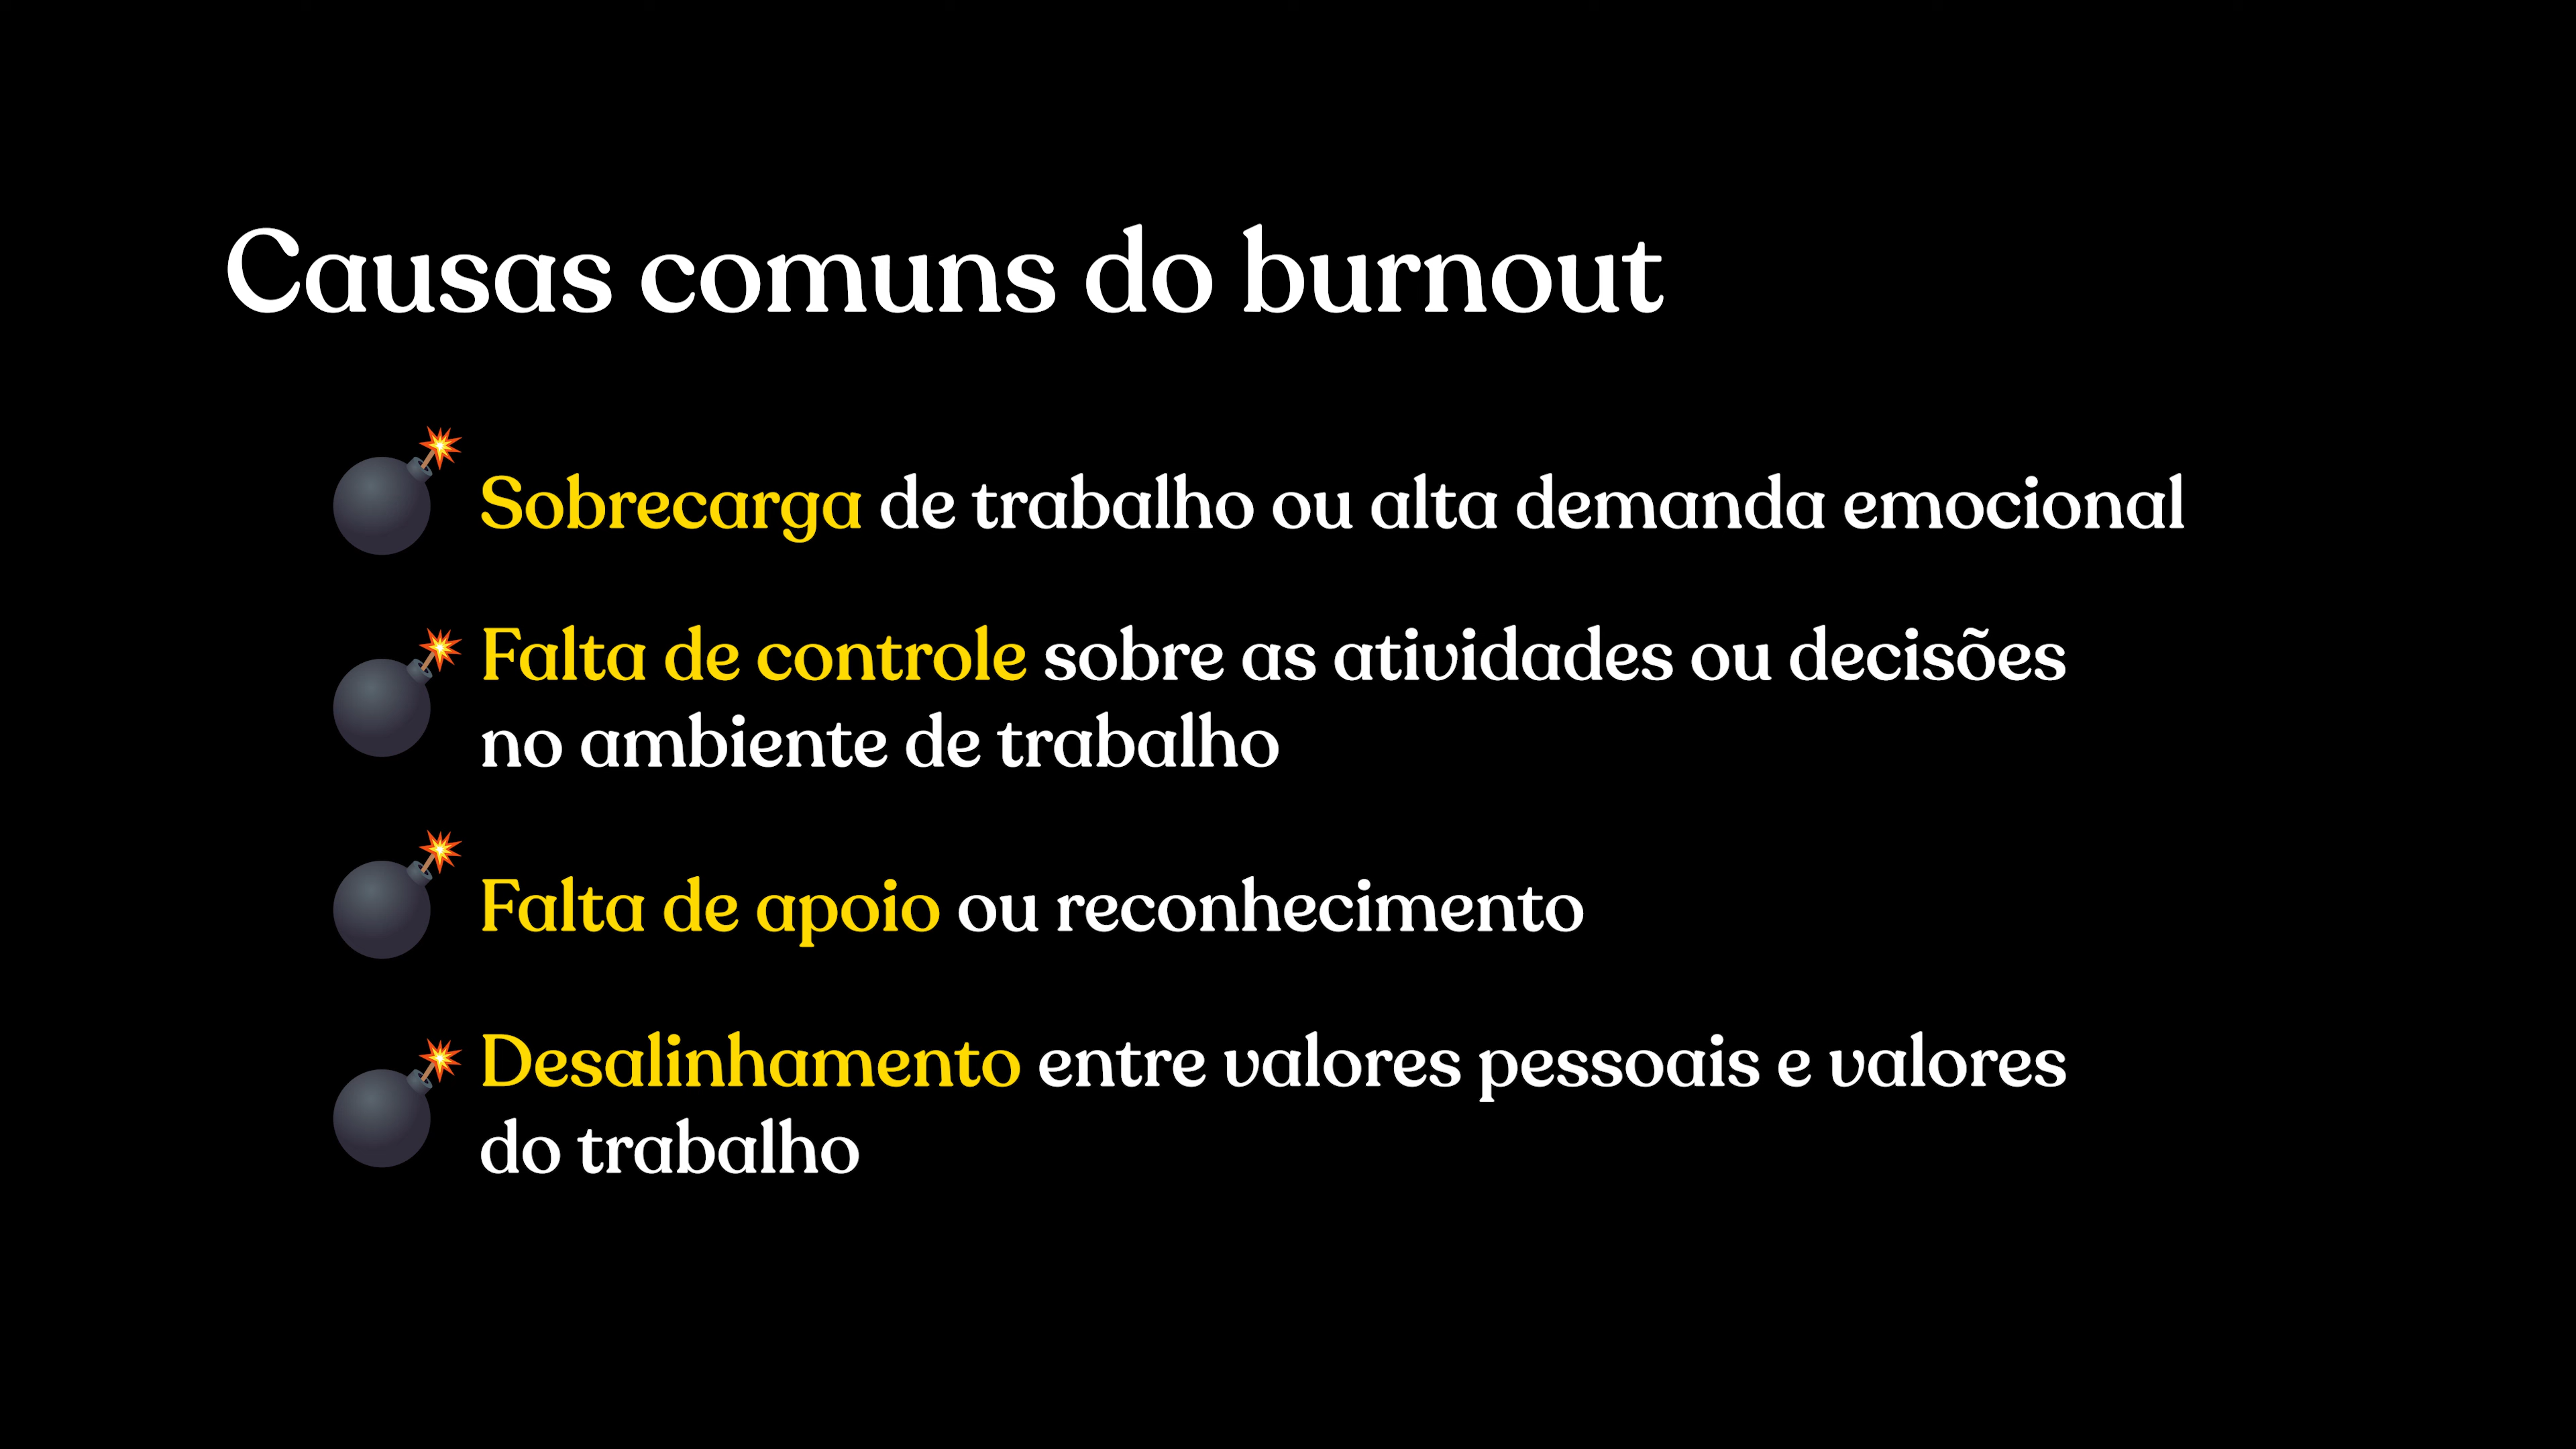 Causas comuns do burnout
Sobrecarga de trabalho ou alta demanda emocional
Falta de controle sobre as atividades ou decisões
no ambiente de trabalho
Falta de apoio ou reconhecimento
Desalinhamento entre valores pessoais e valores
do trabalho